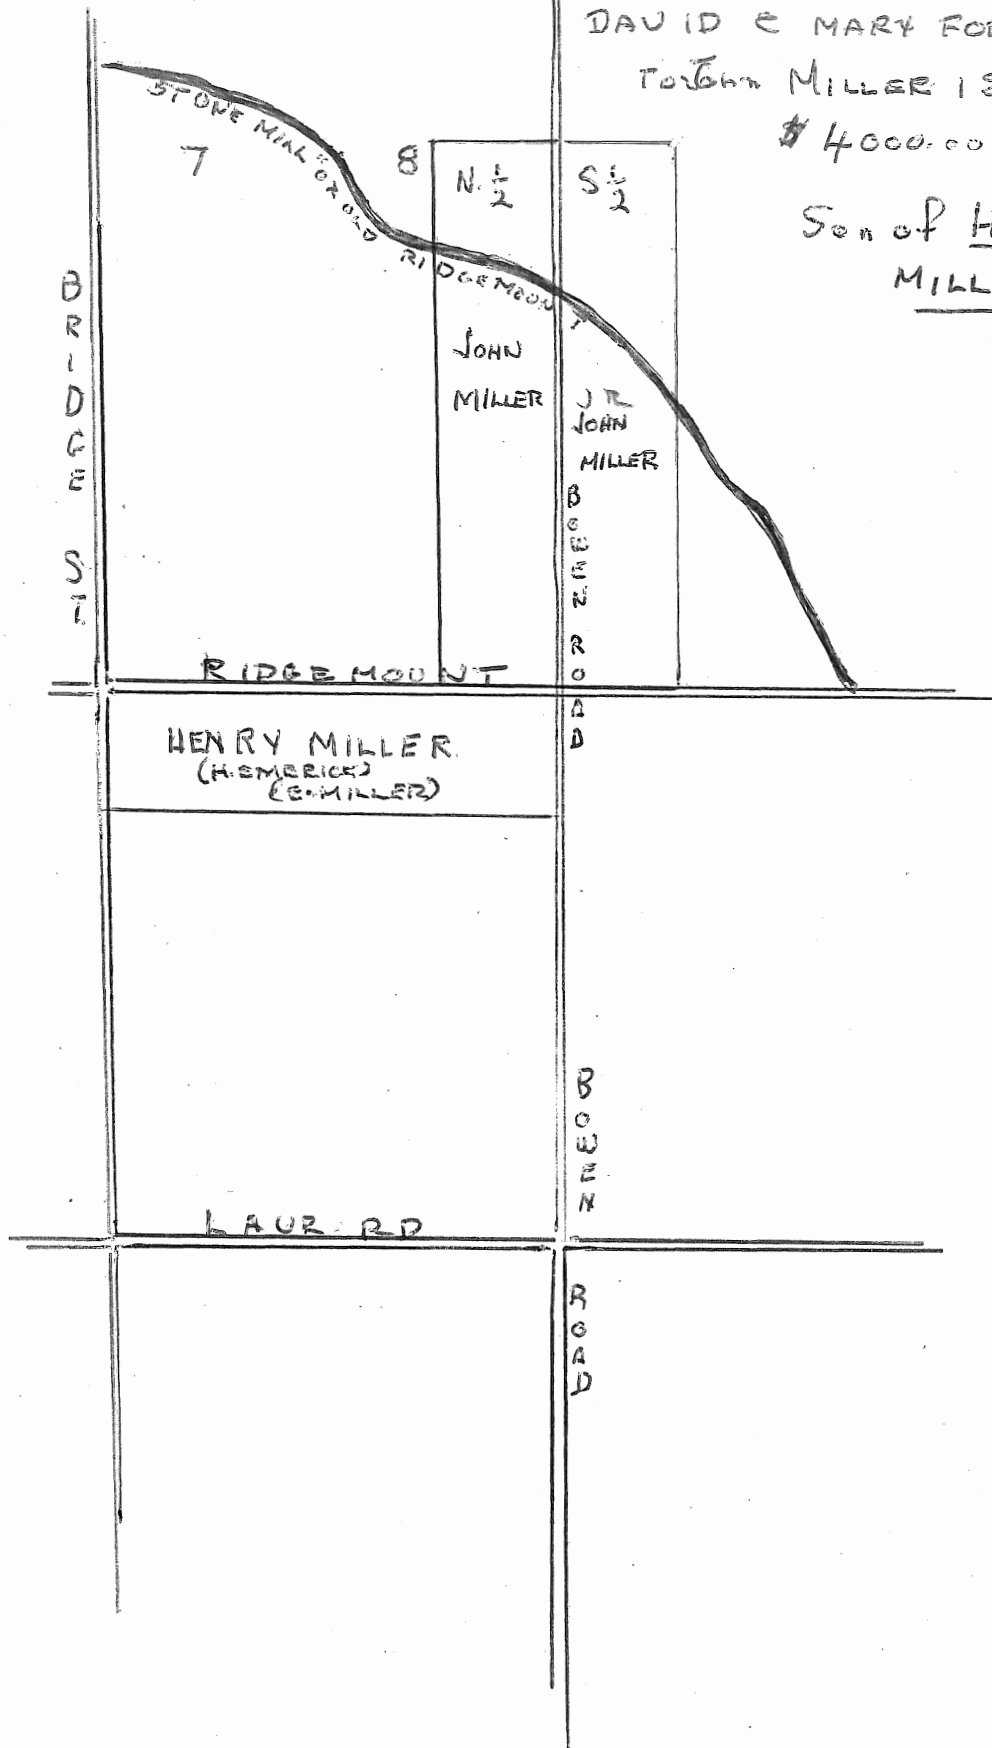 DAVID & MARY FO
To John MILLER 18
$ 4000.00
Son of H
MILL
STONE MILL "OR OLD RIDGEMOUNT
7
8
N. 1/2
S 1/2
BRIDGE ST
JOHN
MILLER
JR
JOHN
MILLER
BOWEN ROAD
RIDGEMOUNT
HENRY MILLER.
(H. EMERICK)
(E. MILLER)
BOWEN
LAUR RD
ROAD